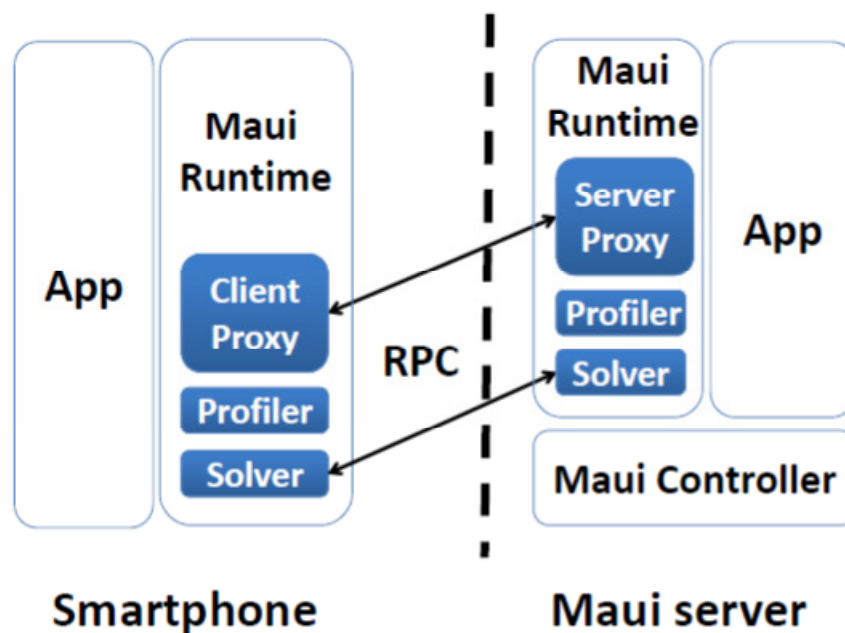 App
Maui
Runtime
Client
Proxy
Profiler
Solver
RPC
Maui
Runtime
Server
Proxy
Profiler
Solver
App
Maui Controller
Smartphone
Maui server